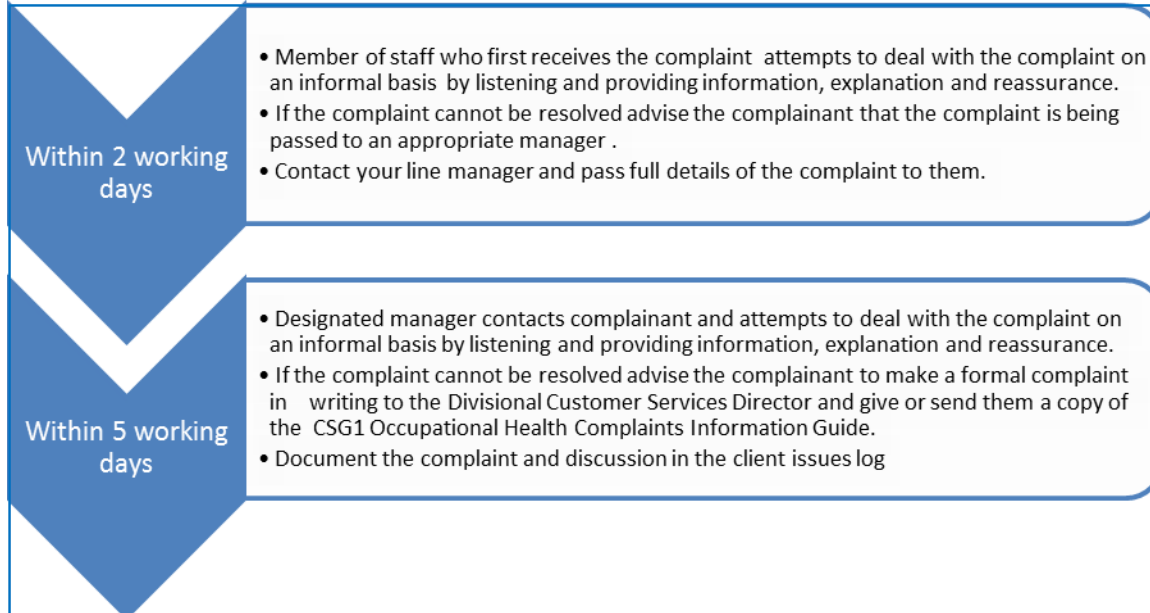 Within 2 working
days
• Member of staff who first receives the complaint attempts to deal with the complaint on
an informal basis by listening and providing information, explanation and reassurance.
• If the complaint cannot be resolved advise the complainant that the complaint is being
passed to an appropriate manager .
• Contact your line manager and pass full details of the complaint to them.
Within 5 working
days
• Designated manager contacts complainant and attempts to deal with the complaint on
an informal basis by listening and providing information, explanation and reassurance.
• If the complaint cannot be resolved advise the complainant to make a formal complaint
in writing to the Divisional Customer Services Director and give or send them a copy of
the CSG1 Occupational Health Complaints Information Guide.
• Document the complaint and discussion in the client issues log